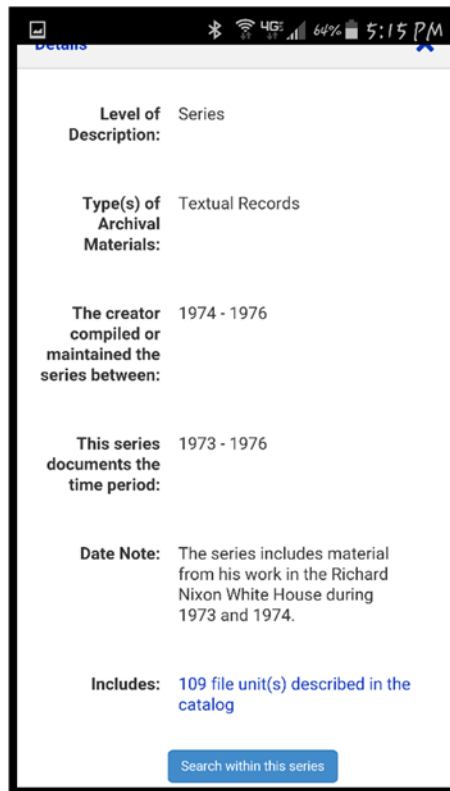 4G 64% 5:15 PM
Details
Level of Description: Series
Type(s) of Archival Materials: Textual Records
The creator compiled or maintained the series between: 1974 - 1976
This series documents the time period: 1973 - 1976
Date Note: The series includes material
from his work in the Richard
Nixon White House during
1973 and 1974.
Includes: 109 file unit(s) described in the
catalog
Search within this series